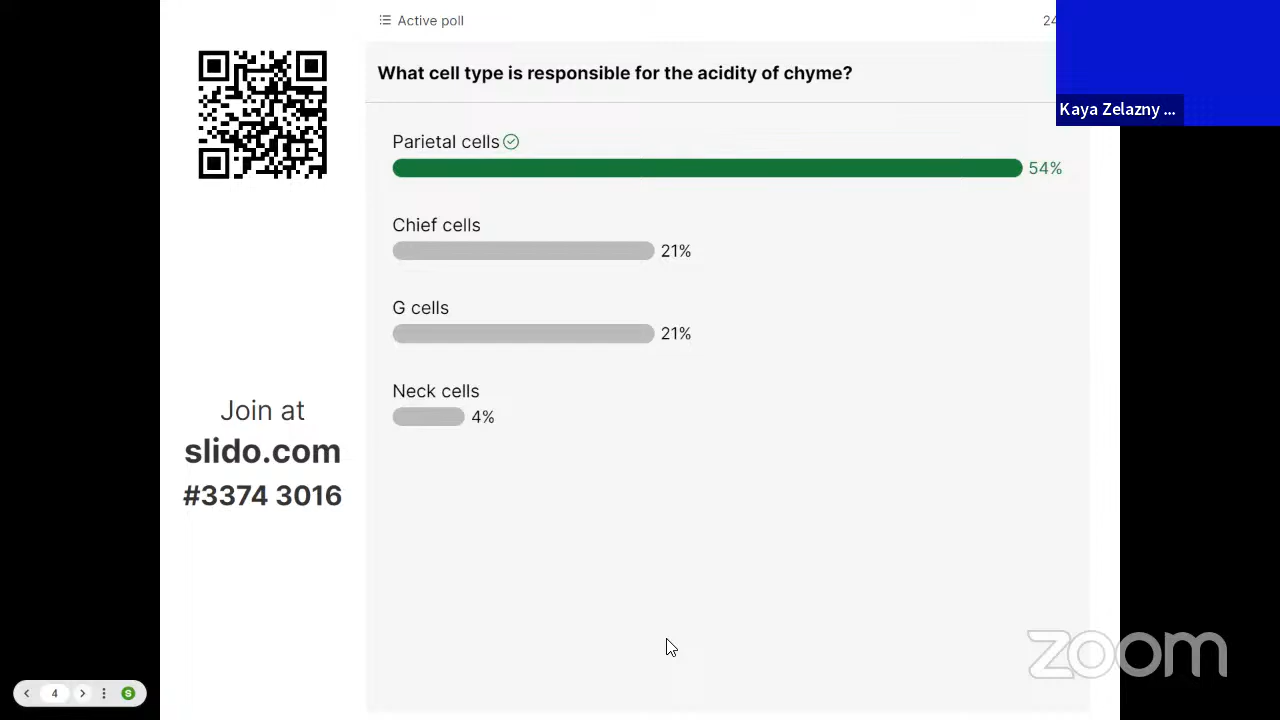 Active poll
24
What cell type is responsible for the acidity of chyme?
Kaya Zelazny ...
Parietal cells
54%
Chief cells
21%
G cells
21%
Neck cells
4%
Join at
slido.com
#3374 3016
zoom
4
S